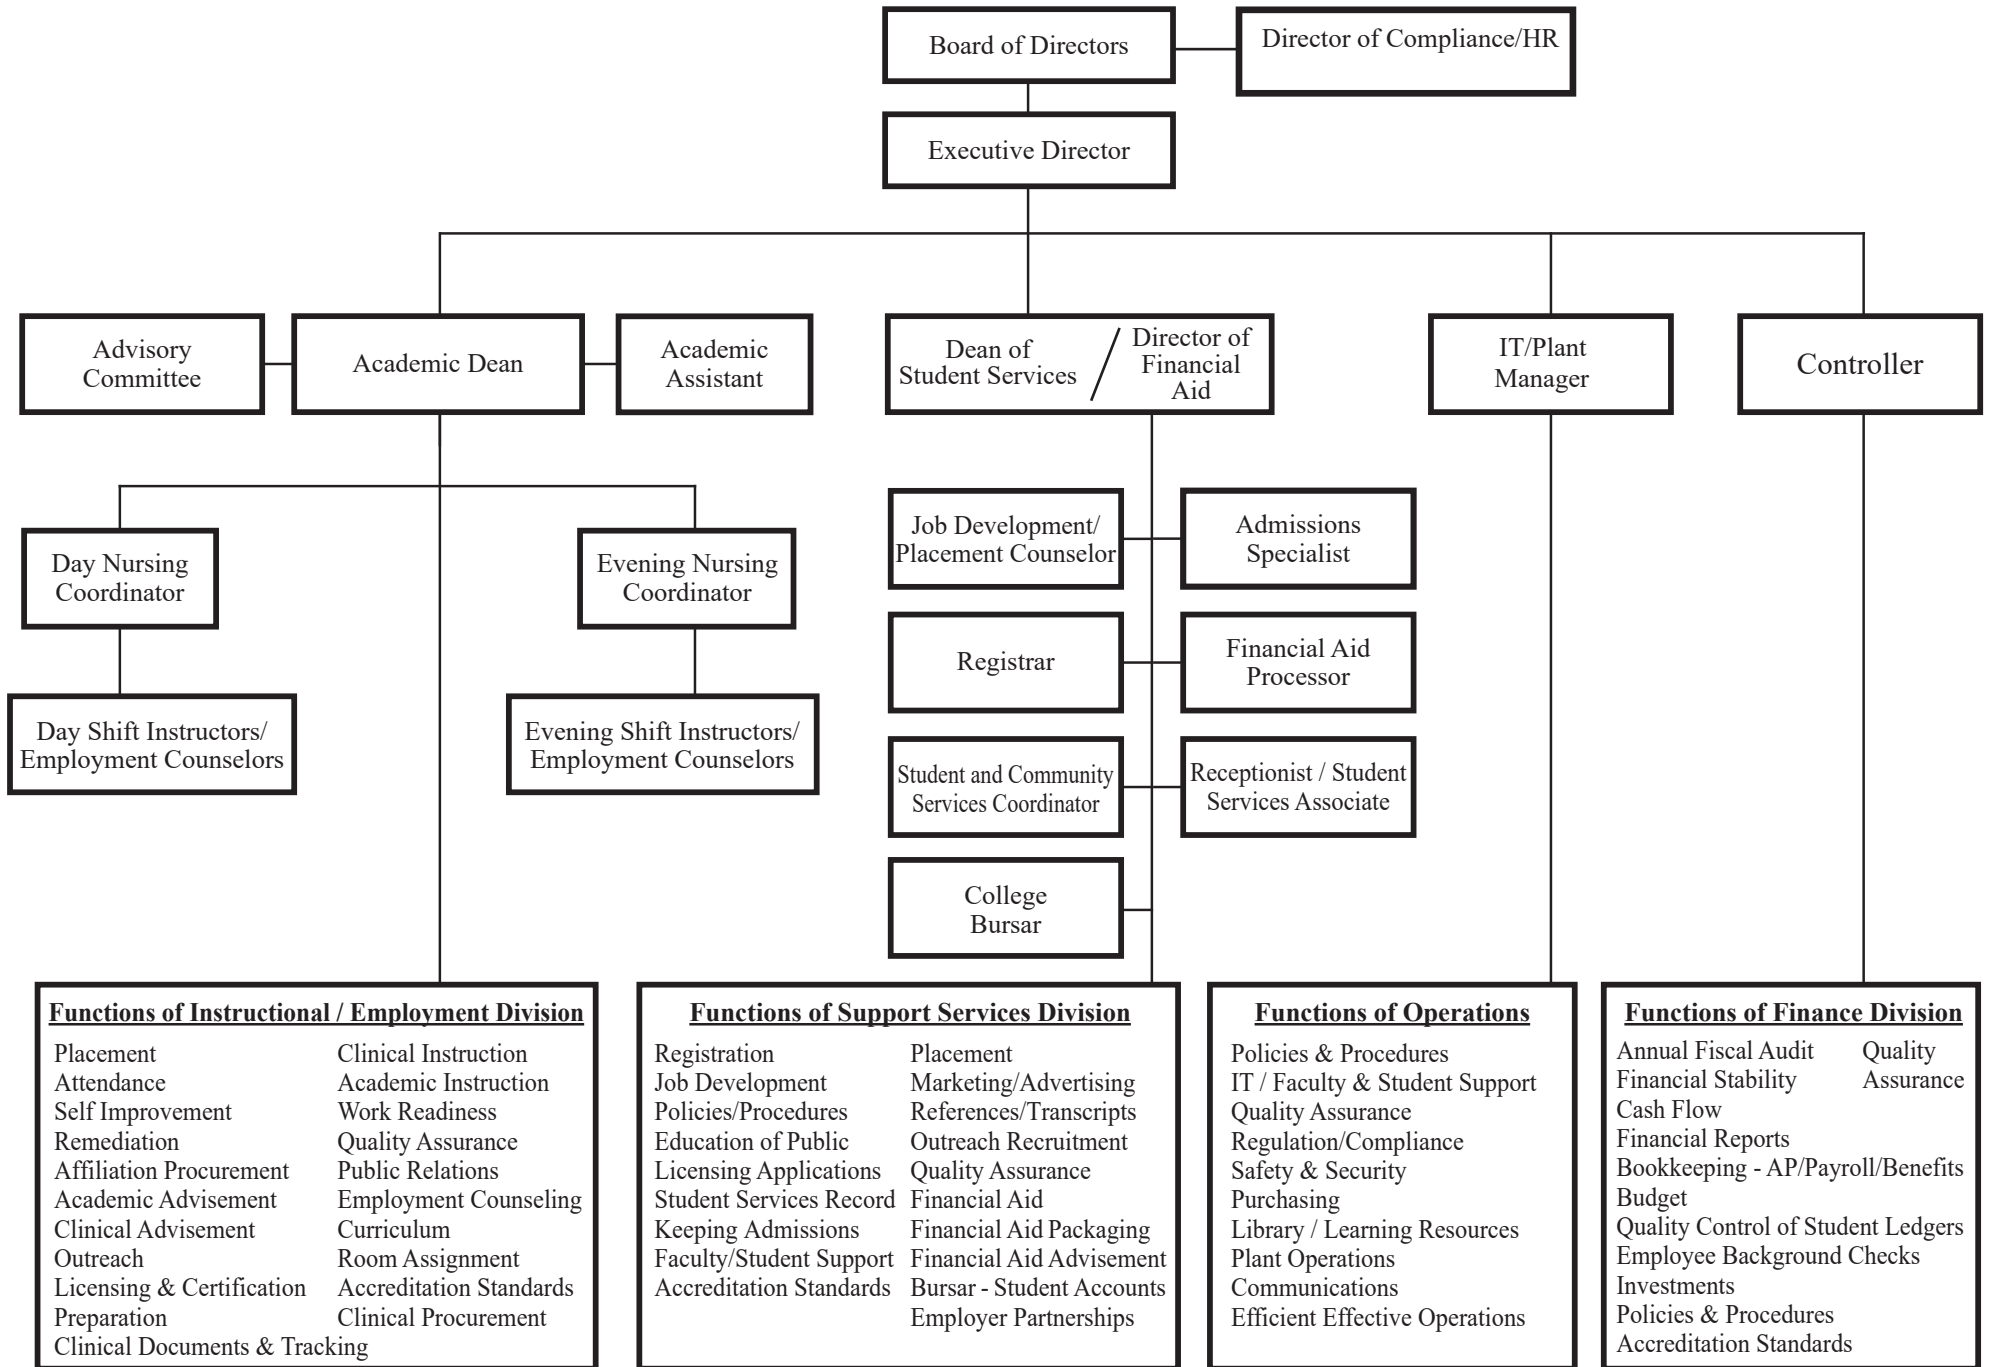 Board of Directors
Director of Compliance/HR
Executive Director
Advisory
Committee
Academic Dean
Academic
Assistant
Dean of
Student Services
/
Director of
Financial
Aid
IT/Plant
Manager
Controller
Day Nursing
Coordinator
Evening Nursing
Coordinator
Day Shift Instructors/
Employment Counselors
Evening Shift Instructors/
Employment Counselors
Job Development/
Placement Counselor
Admissions
Specialist
Registrar
Financial Aid
Processor
Student and Community
Services Coordinator
Receptionist / Student
Services Associate
College
Bursar
Functions of Instructional / Employment Division
Placement
Attendance
Self Improvement
Remediation
Affiliation Procurement
Academic Advisement
Clinical Advisement
Outreach
Licensing & Certification
Preparation
Clinical Documents & Tracking
Clinical Instruction
Academic Instruction
Work Readiness
Quality Assurance
Public Relations
Employment Counseling
Curriculum
Room Assignment
Accreditation Standards
Clinical Procurement
Functions of Support Services Division
Registration
Job Development
Policies/Procedures
Education of Public
Licensing Applications
Student Services Record
Keeping Admissions
Faculty/Student Support
Accreditation Standards
Placement
Marketing/Advertising
References/Transcripts
Outreach Recruitment
Quality Assurance
Financial Aid
Financial Aid Packaging
Financial Aid Advisement
Bursar - Student Accounts
Employer Partnerships
Functions of Operations
Policies & Procedures
IT / Faculty & Student Support
Quality Assurance
Regulation/Compliance
Safety & Security
Purchasing
Library / Learning Resources
Plant Operations
Communications
Efficient Effective Operations
Functions of Finance Division
Annual Fiscal Audit
Financial Stability
Cash Flow
Financial Reports
Bookkeeping - AP/Payroll/Benefits
Budget
Quality Control of Student Ledgers
Employee Background Checks
Investments
Policies & Procedures
Accreditation Standards
Quality
Assurance